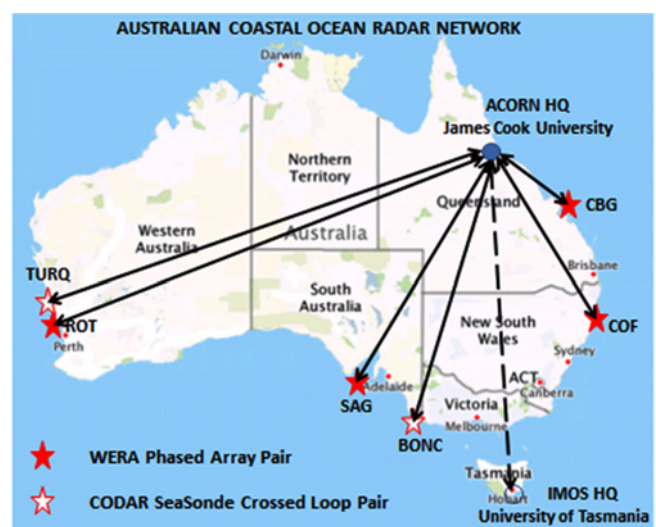 AUSTRALIAN COASTAL OCEAN RADAR NETWORK
Darwin
ACORN HQ
James Cook University
Northern
Territory
Queensland
CBG
Western
Australia
Australia
TURQ
South
Australia
Brisbane
ROT
Perth
New South
Wales
COF
Sydney
SAG
Adelaide
ACT
Canberra
Victoria
Melbourne
BONC
WERA Phased Array Pair
Tasmania
Hobart
CODAR SeaSonde Crossed Loop Pair
IMOS HQ
University of Tasmania